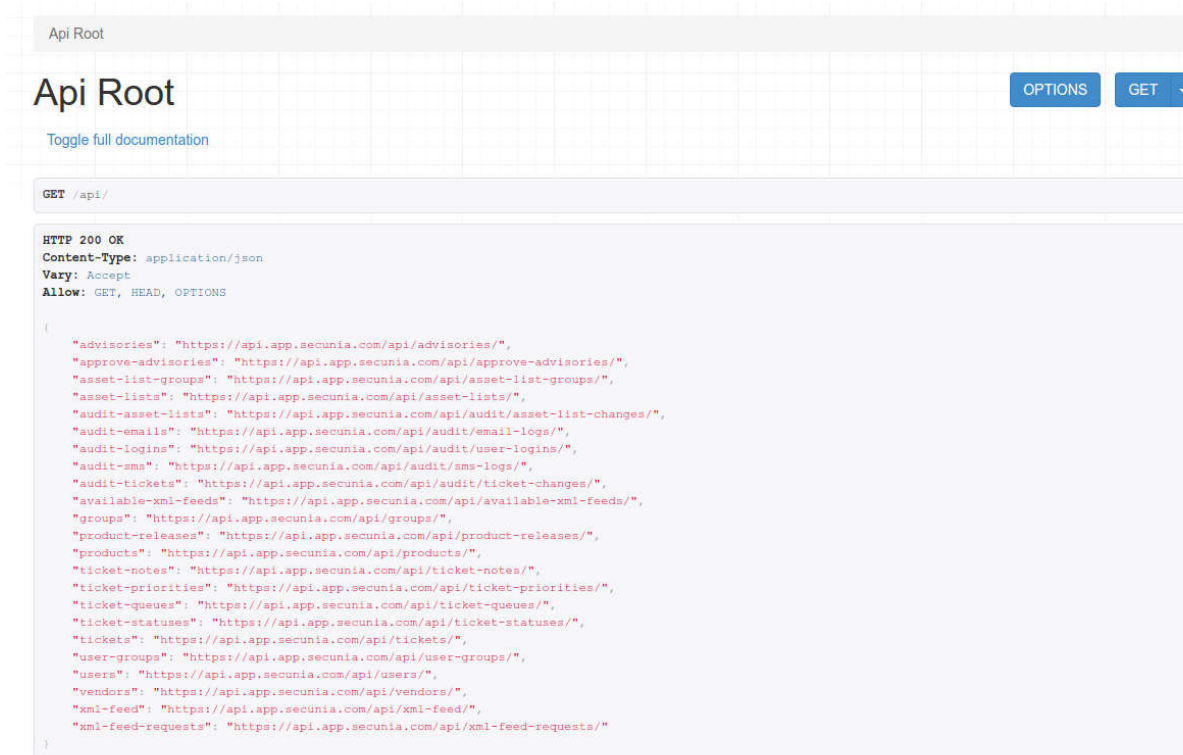 Api Root
Api Root
OPTIONS
GET
Toggle full documentation
GET /api/
HTTP 200 OK
Content-Type: application/json
Vary: Accept
Allow: GET, HEAD, OPTIONS
{
"advisories": "https://api.app.secunia.com/api/advisories/",
"approve-advisories": "https://api.app.secunia.com/api/approve-advisories/",
"asset-list-groups": "https://api.app.secunia.com/api/asset-list-groups/",
"asset-lists": "https://api.app.secunia.com/api/asset-lists/",
"audit-asset-lists": "https://api.app.secunia.com/api/audit/asset-list-changes/",
"audit-emails": "https://api.app.secunia.com/api/audit/email-logs/",
"audit-logins": "https://api.app.secunia.com/api/audit/user-logins/",
"audit-sms": "https://api.app.secunia.com/api/audit/sms-logs/",
"audit-tickets": "https://api.app.secunia.com/api/audit/ticket-changes/",
"available-xml-feeds": "https://api.app.secunia.com/api/available-xml-feeds/",
"groups": "https://api.app.secunia.com/api/groups/",
"product-releases": "https://api.app.secunia.com/api/product-releases/",
"products": "https://api.app.secunia.com/api/products/",
"ticket-notes": "https://api.app.secunia.com/api/ticket-notes/",
"ticket-priorities": "https://api.app.secunia.com/api/ticket-priorities/",
"ticket-queues": "https://api.app.secunia.com/api/ticket-queues/",
"ticket-statuses": "https://api.app.secunia.com/api/ticket-statuses/",
"tickets": "https://api.app.secunia.com/api/tickets/",
"user-groups": "https://api.app.secunia.com/api/user-groups/",
"users": "https://api.app.secunia.com/api/users/",
"vendors": "https://api.app.secunia.com/api/vendors/",
"xml-feed": "https://api.app.secunia.com/api/xml-feed/",
"xml-feed-requests": "https://api.app.secunia.com/api/xml-feed-requests/"
}